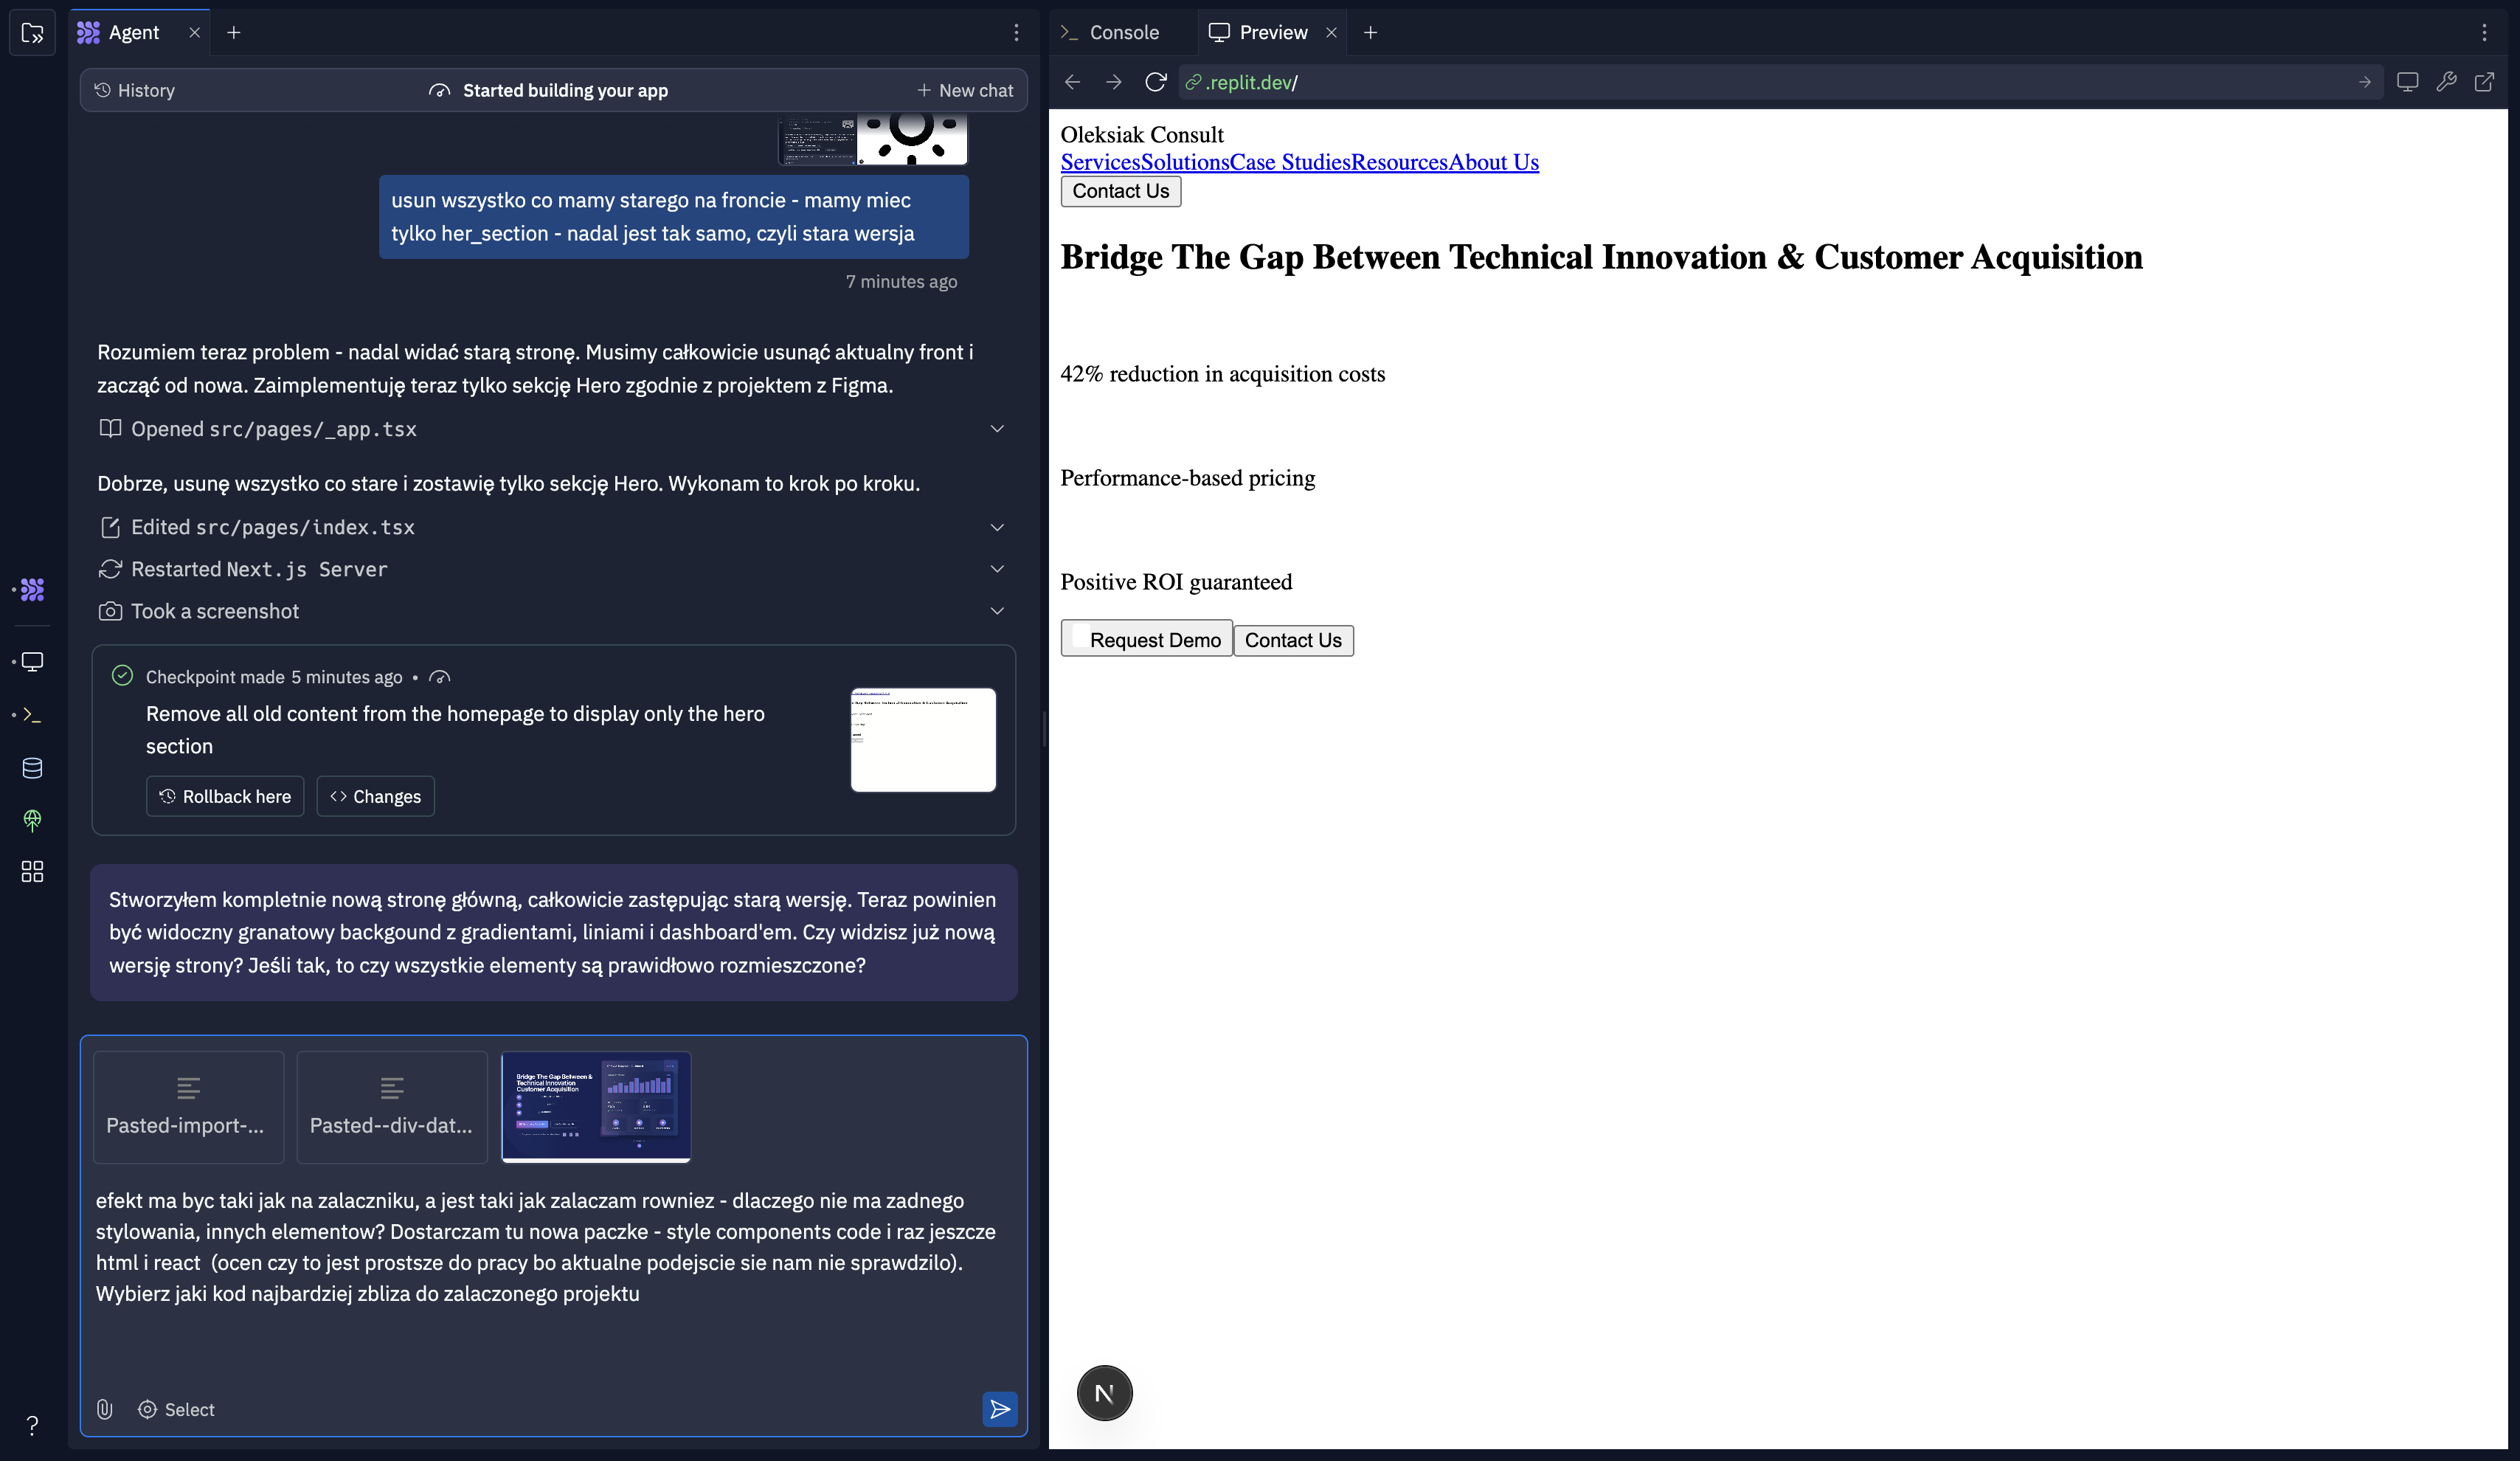 Agent
History
Started building your app
New chat
usun wszystko co mamy starego na froncie - mamy miec
tylko her_section - nadal jest tak samo, czyli stara wersja
7 minutes ago
Rozumiem teraz problem - nadal widać starą stronę. Musimy całkowicie usunąć aktualny front i
zacząć od nowa. Zaimplementuję teraz tylko sekcję Hero zgodnie z projektem z Figma.
Opened src/pages/_app.tsx
Dobrze, usunę wszystko co stare i zostawię tylko sekcję Hero. Wykonam to krok po kroku.
Edited src/pages/index.tsx
Restarted Next.js Server
Took a screenshot
Checkpoint made 5 minutes ago •
Remove all old content from the homepage to display only the hero
section
Rollback here
Changes
Stworzyłem kompletnie nową stronę główną, całkowicie zastępując starą wersję. Teraz powinien
być widoczny granatowy backgound z gradientami, liniami i dashboard'em. Czy widzisz już nową
wersję strony? Jeśli tak, to czy wszystkie elementy są prawidłowo rozmieszczone?
Pasted-import-...
Pasted--div-dat...
Bridge The Gap Between &
Technical Innovation
Customer Acquisition
efekt ma byc taki jak na zalaczniku, a jest taki jak zalaczam rowniez - dlaczego nie ma zadnego
stylowania, innych elementow? Dostarczam tu nowa paczke - style components code i raz jeszcze
html i react  (ocen czy to jest prostsze do pracy bo aktualne podejscie sie nam nie sprawdzilo).
Wybierz jaki kod najbardziej zbliza do zalaczonego projektu
Select
?
Console
Preview
.replit.dev/
Oleksiak Consult
ServicesSolutionsCase StudiesResourcesAbout Us
Contact Us
Bridge The Gap Between Technical Innovation & Customer Acquisition
42% reduction in acquisition costs
Performance-based pricing
Positive ROI guaranteed
Request Demo
Contact Us
N